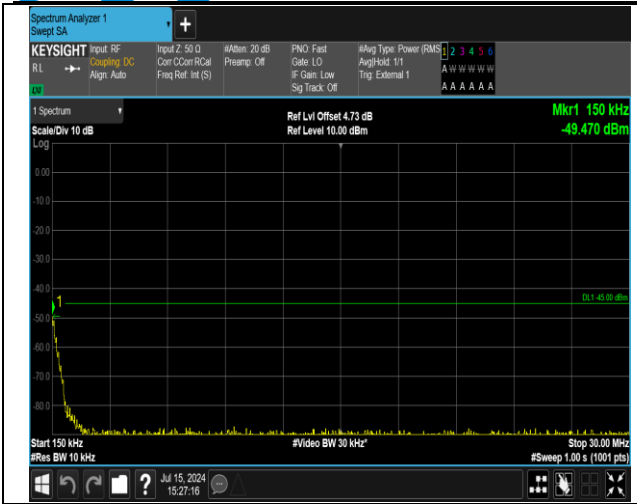 Spectrum Analyzer 1
Swept SA
+
KEYSIGHT
RL
LXI
Input: RF
Coupling: DC
Align: Auto
Input Z: 50 Ω
Corr CCorr RCal
Freq Ref: Int (S)
#Atten: 20 dB
Preamp: Off
PNO: Fast
Gate: LO
IF Gain: Low
Sig Track: Off
#Avg Type: Power (RMS
Avg|Hold: 1/1
Trig: External 1
1 2 3 4 5 6
A W W W W W
A A A A A A
1 Spectrum
Scale/Div 10 dB
Log
Ref Lvl Offset 4.73 dB
Ref Level 10.00 dBm
Mkr1 150 kHz
-49.470 dBm
0.00
-10.0
-20.0
-30.0
-40.0
1
DL1 -45.00 dBm
-50.0
-60.0
-70.0
-80.0
Start 150 kHz
#Res BW 10 kHz
#Video BW 30 kHz*
Stop 30.00 MHz
#Sweep 1.00 s (1001 pts)
?
Jul 15, 2024
15:27:16